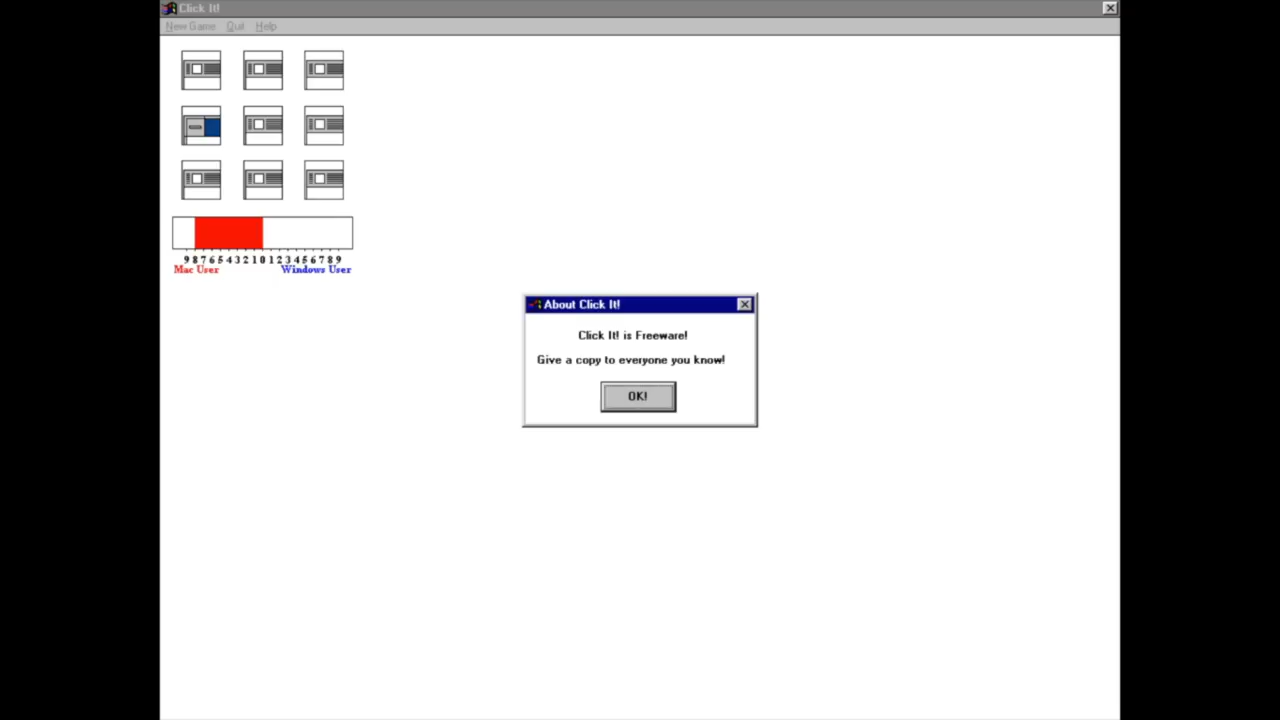 Click It!
New Game Quit Help
9 8 7 6 5 4 3 2 1 0 1 2 3 4 5 6 7 8 9
Mac User Windows User
About Click It!
Click It! is Freeware!
Give a copy to everyone you know!
OK!